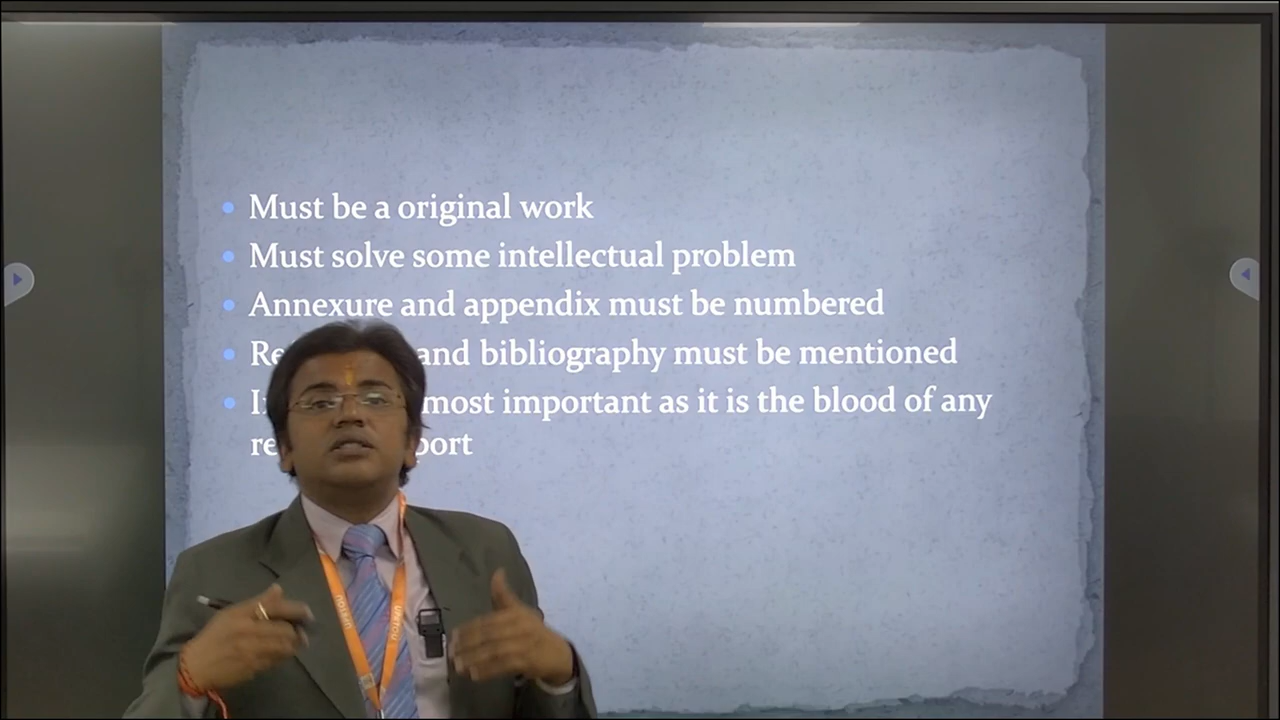 Must be a original work
Must solve some intellectual problem
Annexure and appendix must be numbered
and bibliography must be mentioned
most important as it is the blood of any